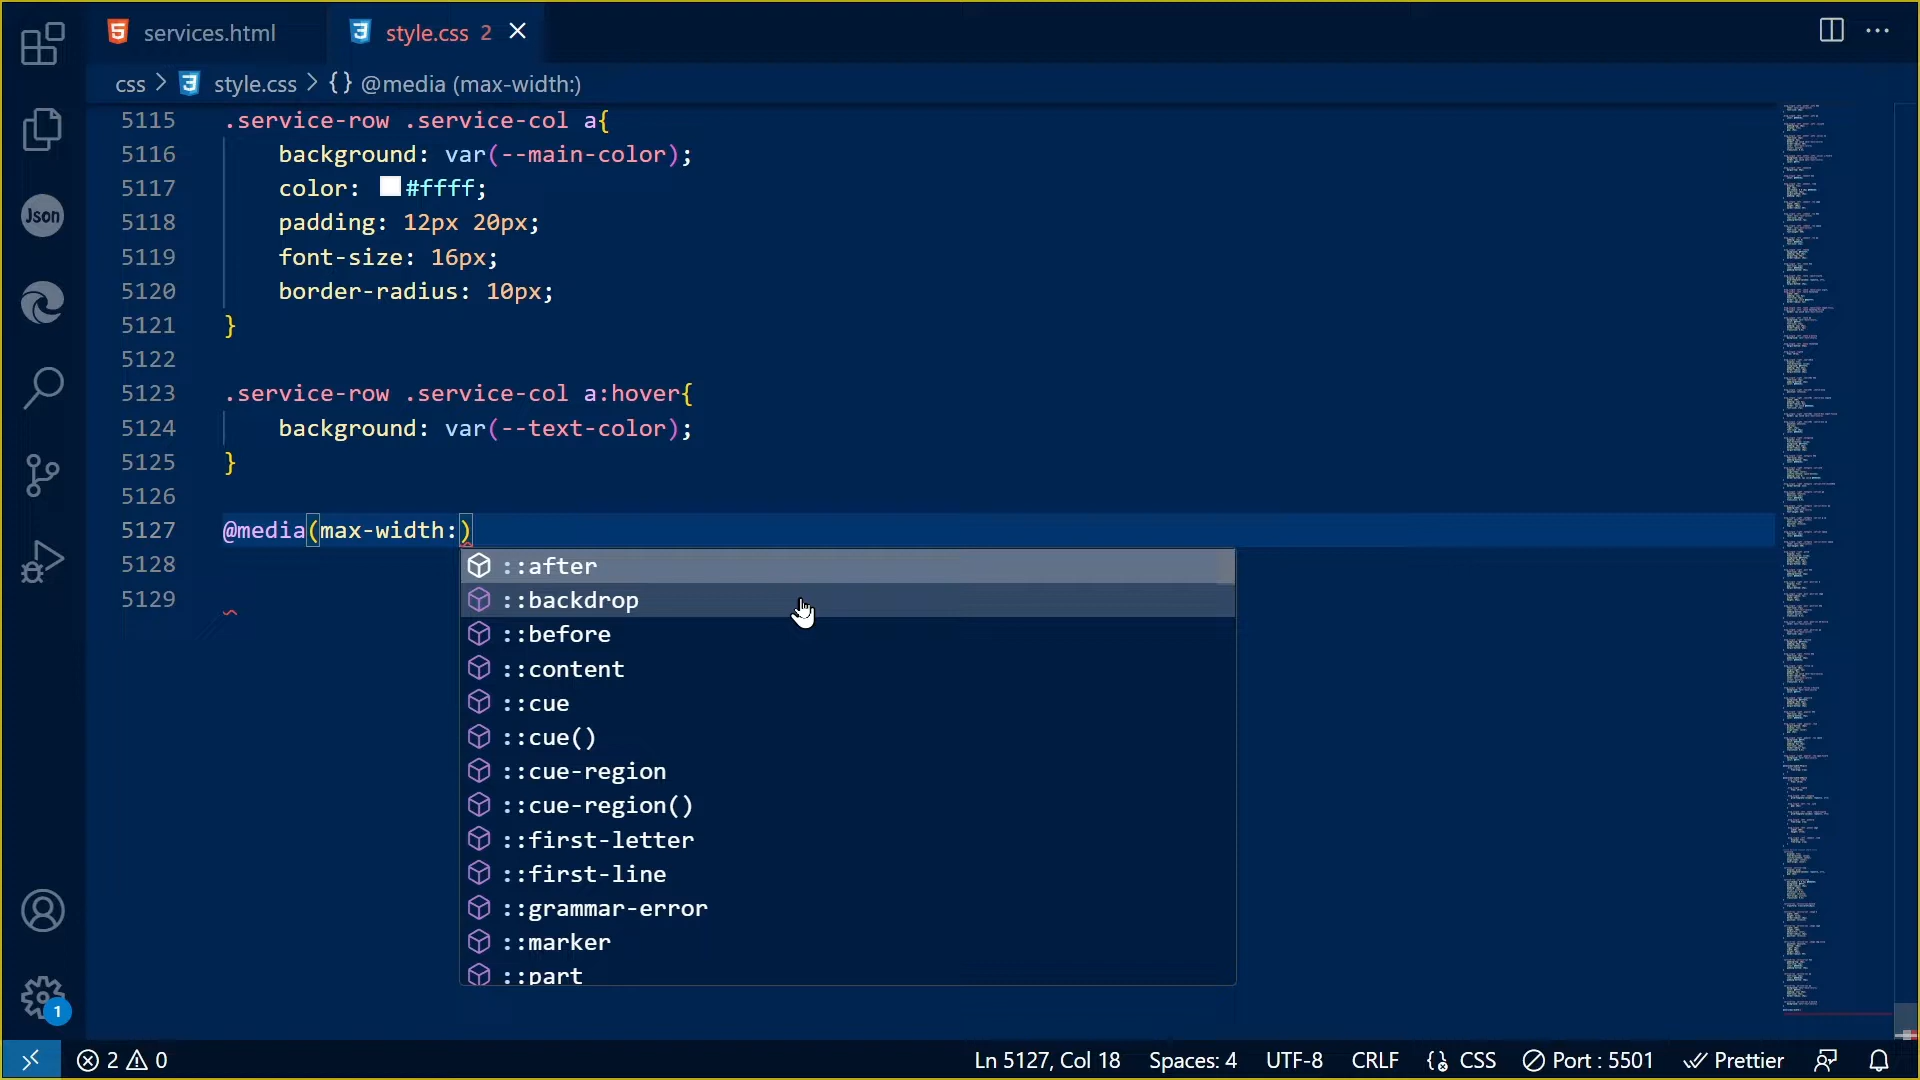 services.html
style.css 2
css > style.css > {} @media (max-width:)
5115 .service-row .service-col a{
5116 background: var(--main-color);
5117 color: #ffff;
5118 padding: 12px 20px;
5119 font-size: 16px;
5120 border-radius: 10px;
5121 }
5122
5123 .service-row .service-col a:hover{
5124 background: var(--text-color);
5125 }
5126
5127 @media(max-width:)
5128
5129
::after
::backdrop
::before
::content
::cue
::cue()
::cue-region
::cue-region()
::first-letter
::first-line
::grammar-error
::marker
::part
Json
1
2 0 Ln 5127, Col 18 Spaces: 4 UTF-8 CRLF {} CSS Port : 5501 Prettier